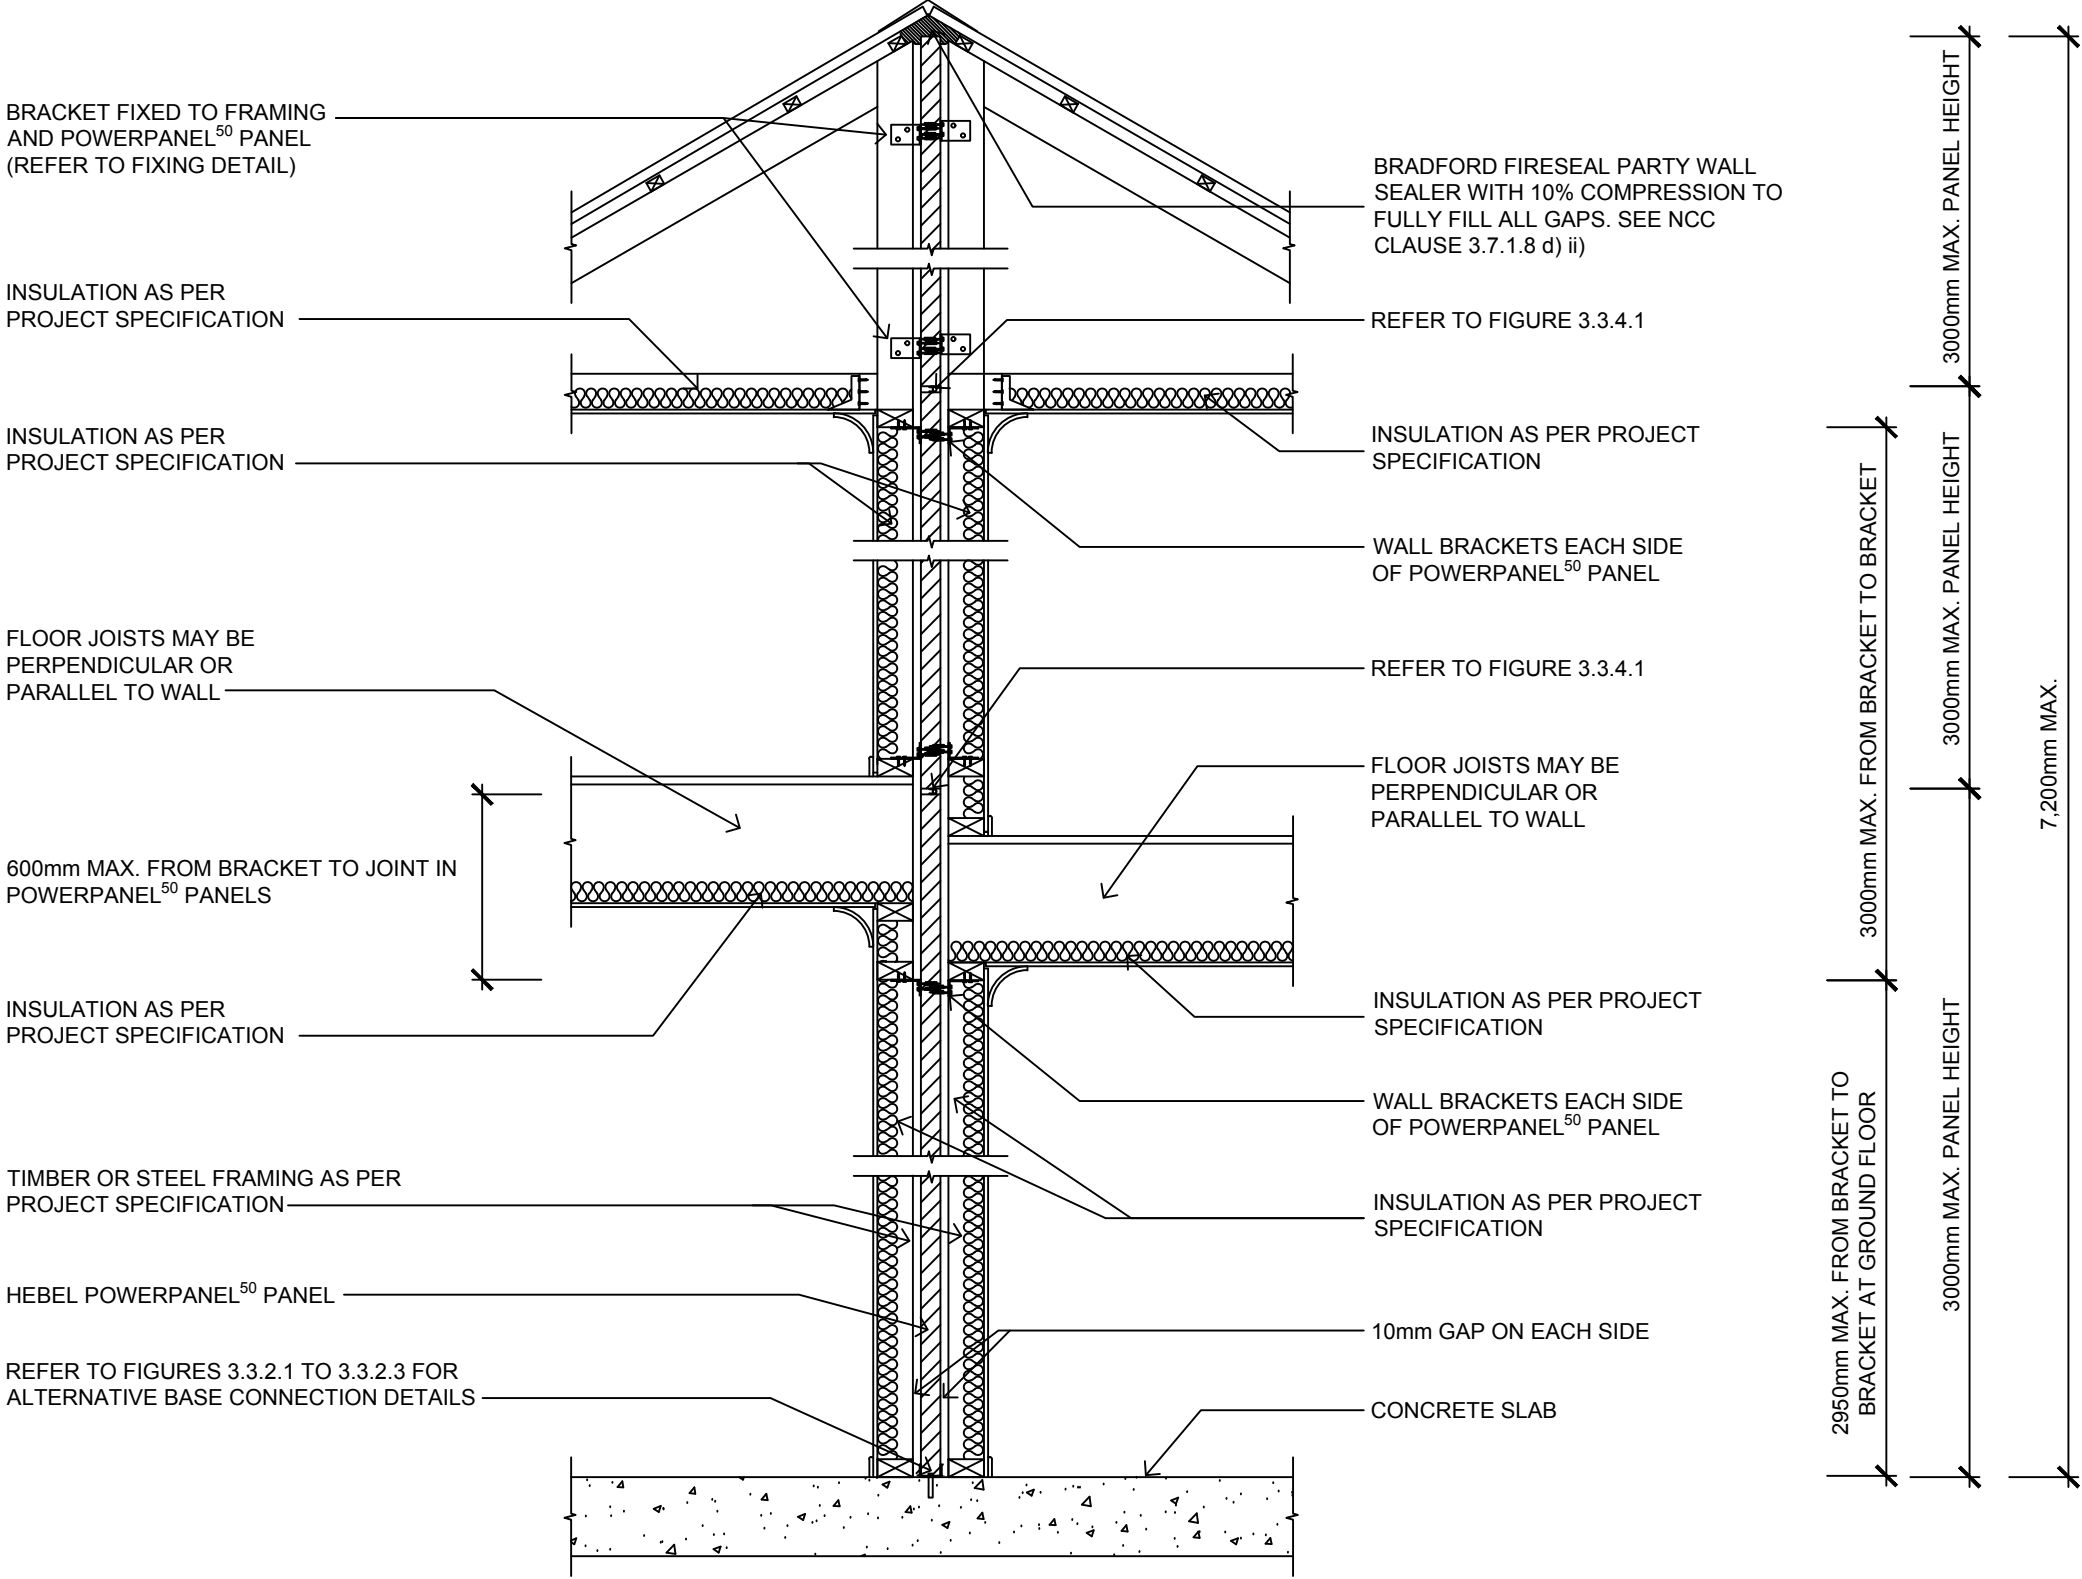 BRACKET FIXED TO FRAMING
AND POWERPANEL50 PANEL
(REFER TO FIXING DETAIL)
INSULATION AS PER
PROJECT SPECIFICATION
INSULATION AS PER
PROJECT SPECIFICATION
FLOOR JOISTS MAY BE
PERPENDICULAR OR
PARALLEL TO WALL
600mm MAX. FROM BRACKET TO JOINT IN
POWERPANEL50 PANELS
INSULATION AS PER
PROJECT SPECIFICATION
TIMBER OR STEEL FRAMING AS PER
PROJECT SPECIFICATION
HEBEL POWERPANEL50 PANEL
REFER TO FIGURES 3.3.2.1 TO 3.3.2.3 FOR
ALTERNATIVE BASE CONNECTION DETAILS
BRADFORD FIRESEAL PARTY WALL
SEALER WITH 10% COMPRESSION TO
FULLY FILL ALL GAPS. SEE NCC
CLAUSE 3.7.1.8 d) ii)
REFER TO FIGURE 3.3.4.1
INSULATION AS PER PROJECT
SPECIFICATION
WALL BRACKETS EACH SIDE
OF POWERPANEL50 PANEL
REFER TO FIGURE 3.3.4.1
FLOOR JOISTS MAY BE
PERPENDICULAR OR
PARALLEL TO WALL
INSULATION AS PER PROJECT
SPECIFICATION
WALL BRACKETS EACH SIDE
OF POWERPANEL50 PANEL
INSULATION AS PER PROJECT
SPECIFICATION
10mm GAP ON EACH SIDE
CONCRETE SLAB
3000mm MAX. FROM BRACKET TO BRACKET
2950mm MAX. FROM BRACKET TO
BRACKET AT GROUND FLOOR
3000mm MAX. PANEL HEIGHT
3000mm MAX. PANEL HEIGHT
3000mm MAX. PANEL HEIGHT
7,200mm MAX.